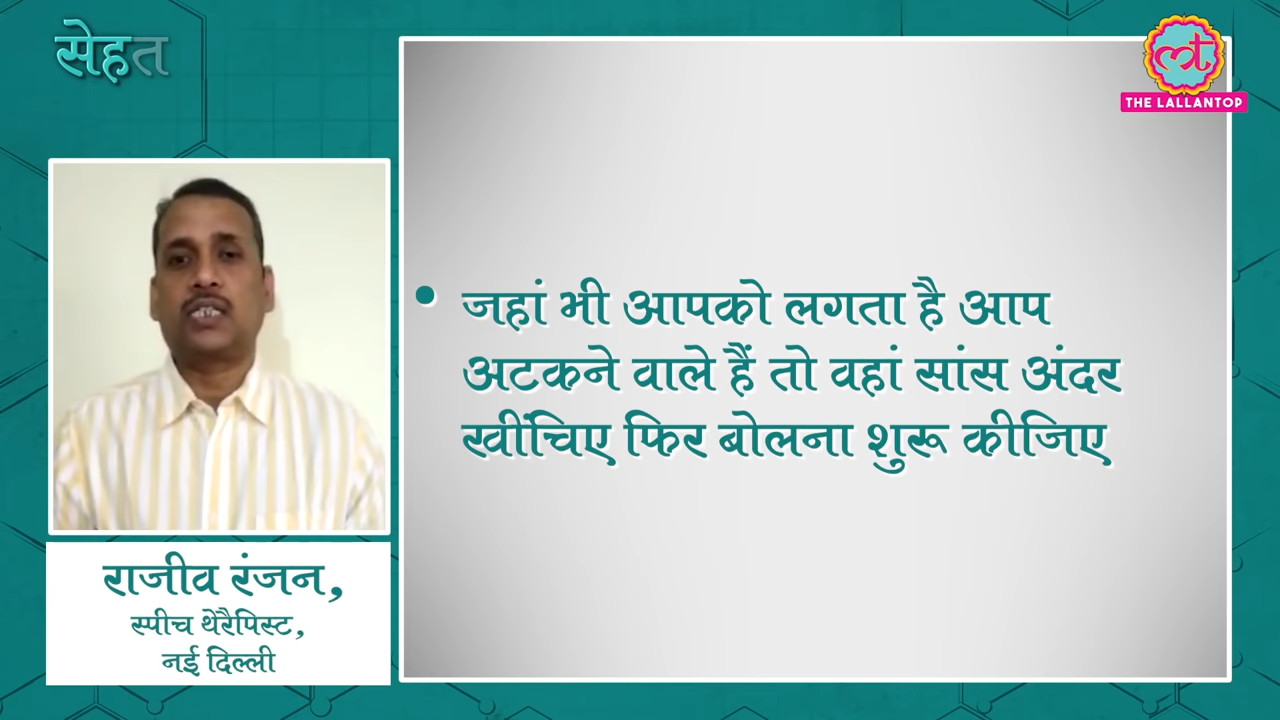 सेहत
THE LALLANTOP
• जहां भी आपको लगता है आप
अटकने वाले हैं तो वहां सांस अंदर
खींचिए फिर बोलना शुरू कीजिए
राजीव रंजन,
स्पीच थेरैपिस्ट,
नई दिल्ली